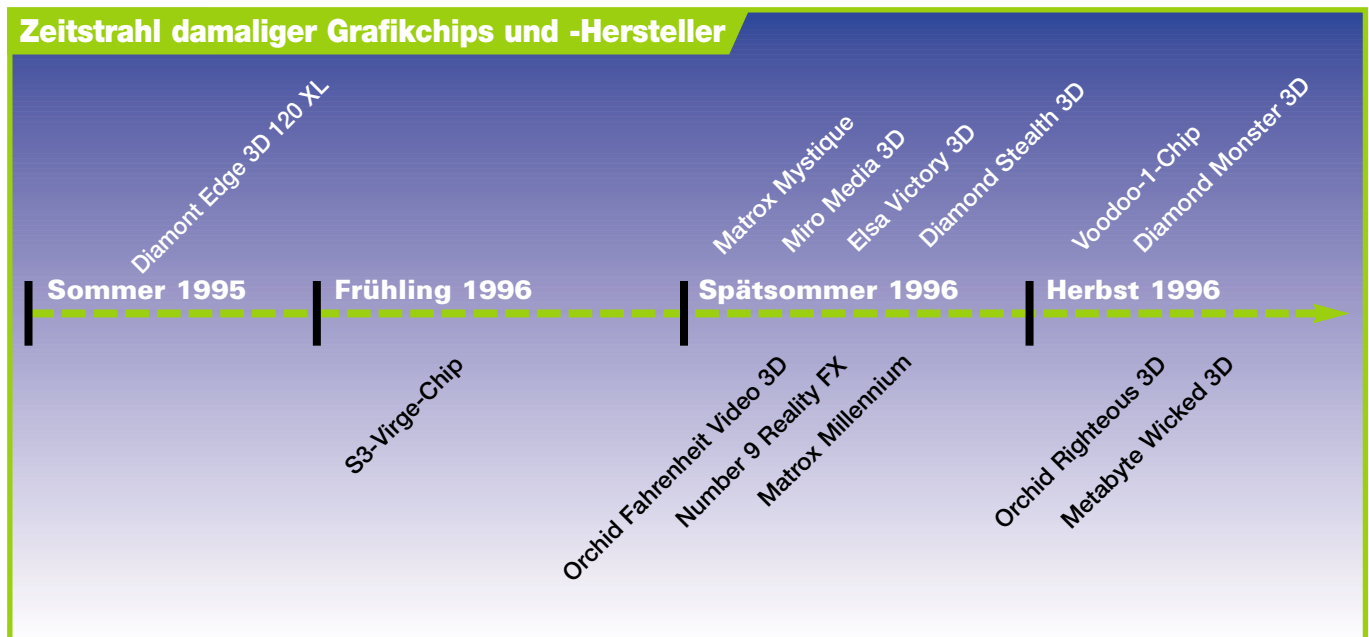 Zeitstrahl damaliger Grafikchips und -Hersteller
Diamont Edge 3D 120 XL
Matrox Mystique
Miro Media 3D
Elsa Victory 3D
Diamond Stealth 3D
Voodoo-1-Chip
Diamond Monster 3D
Sommer 1995
Frühling 1996
Spätsommer 1996
Herbst 1996
S3-Virge-Chip
Orchid Fahrenheit Video 3D
Number 9 Reality FX
Matrox Millennium
Orchid Righteous 3D
Metabyte Wicked 3D